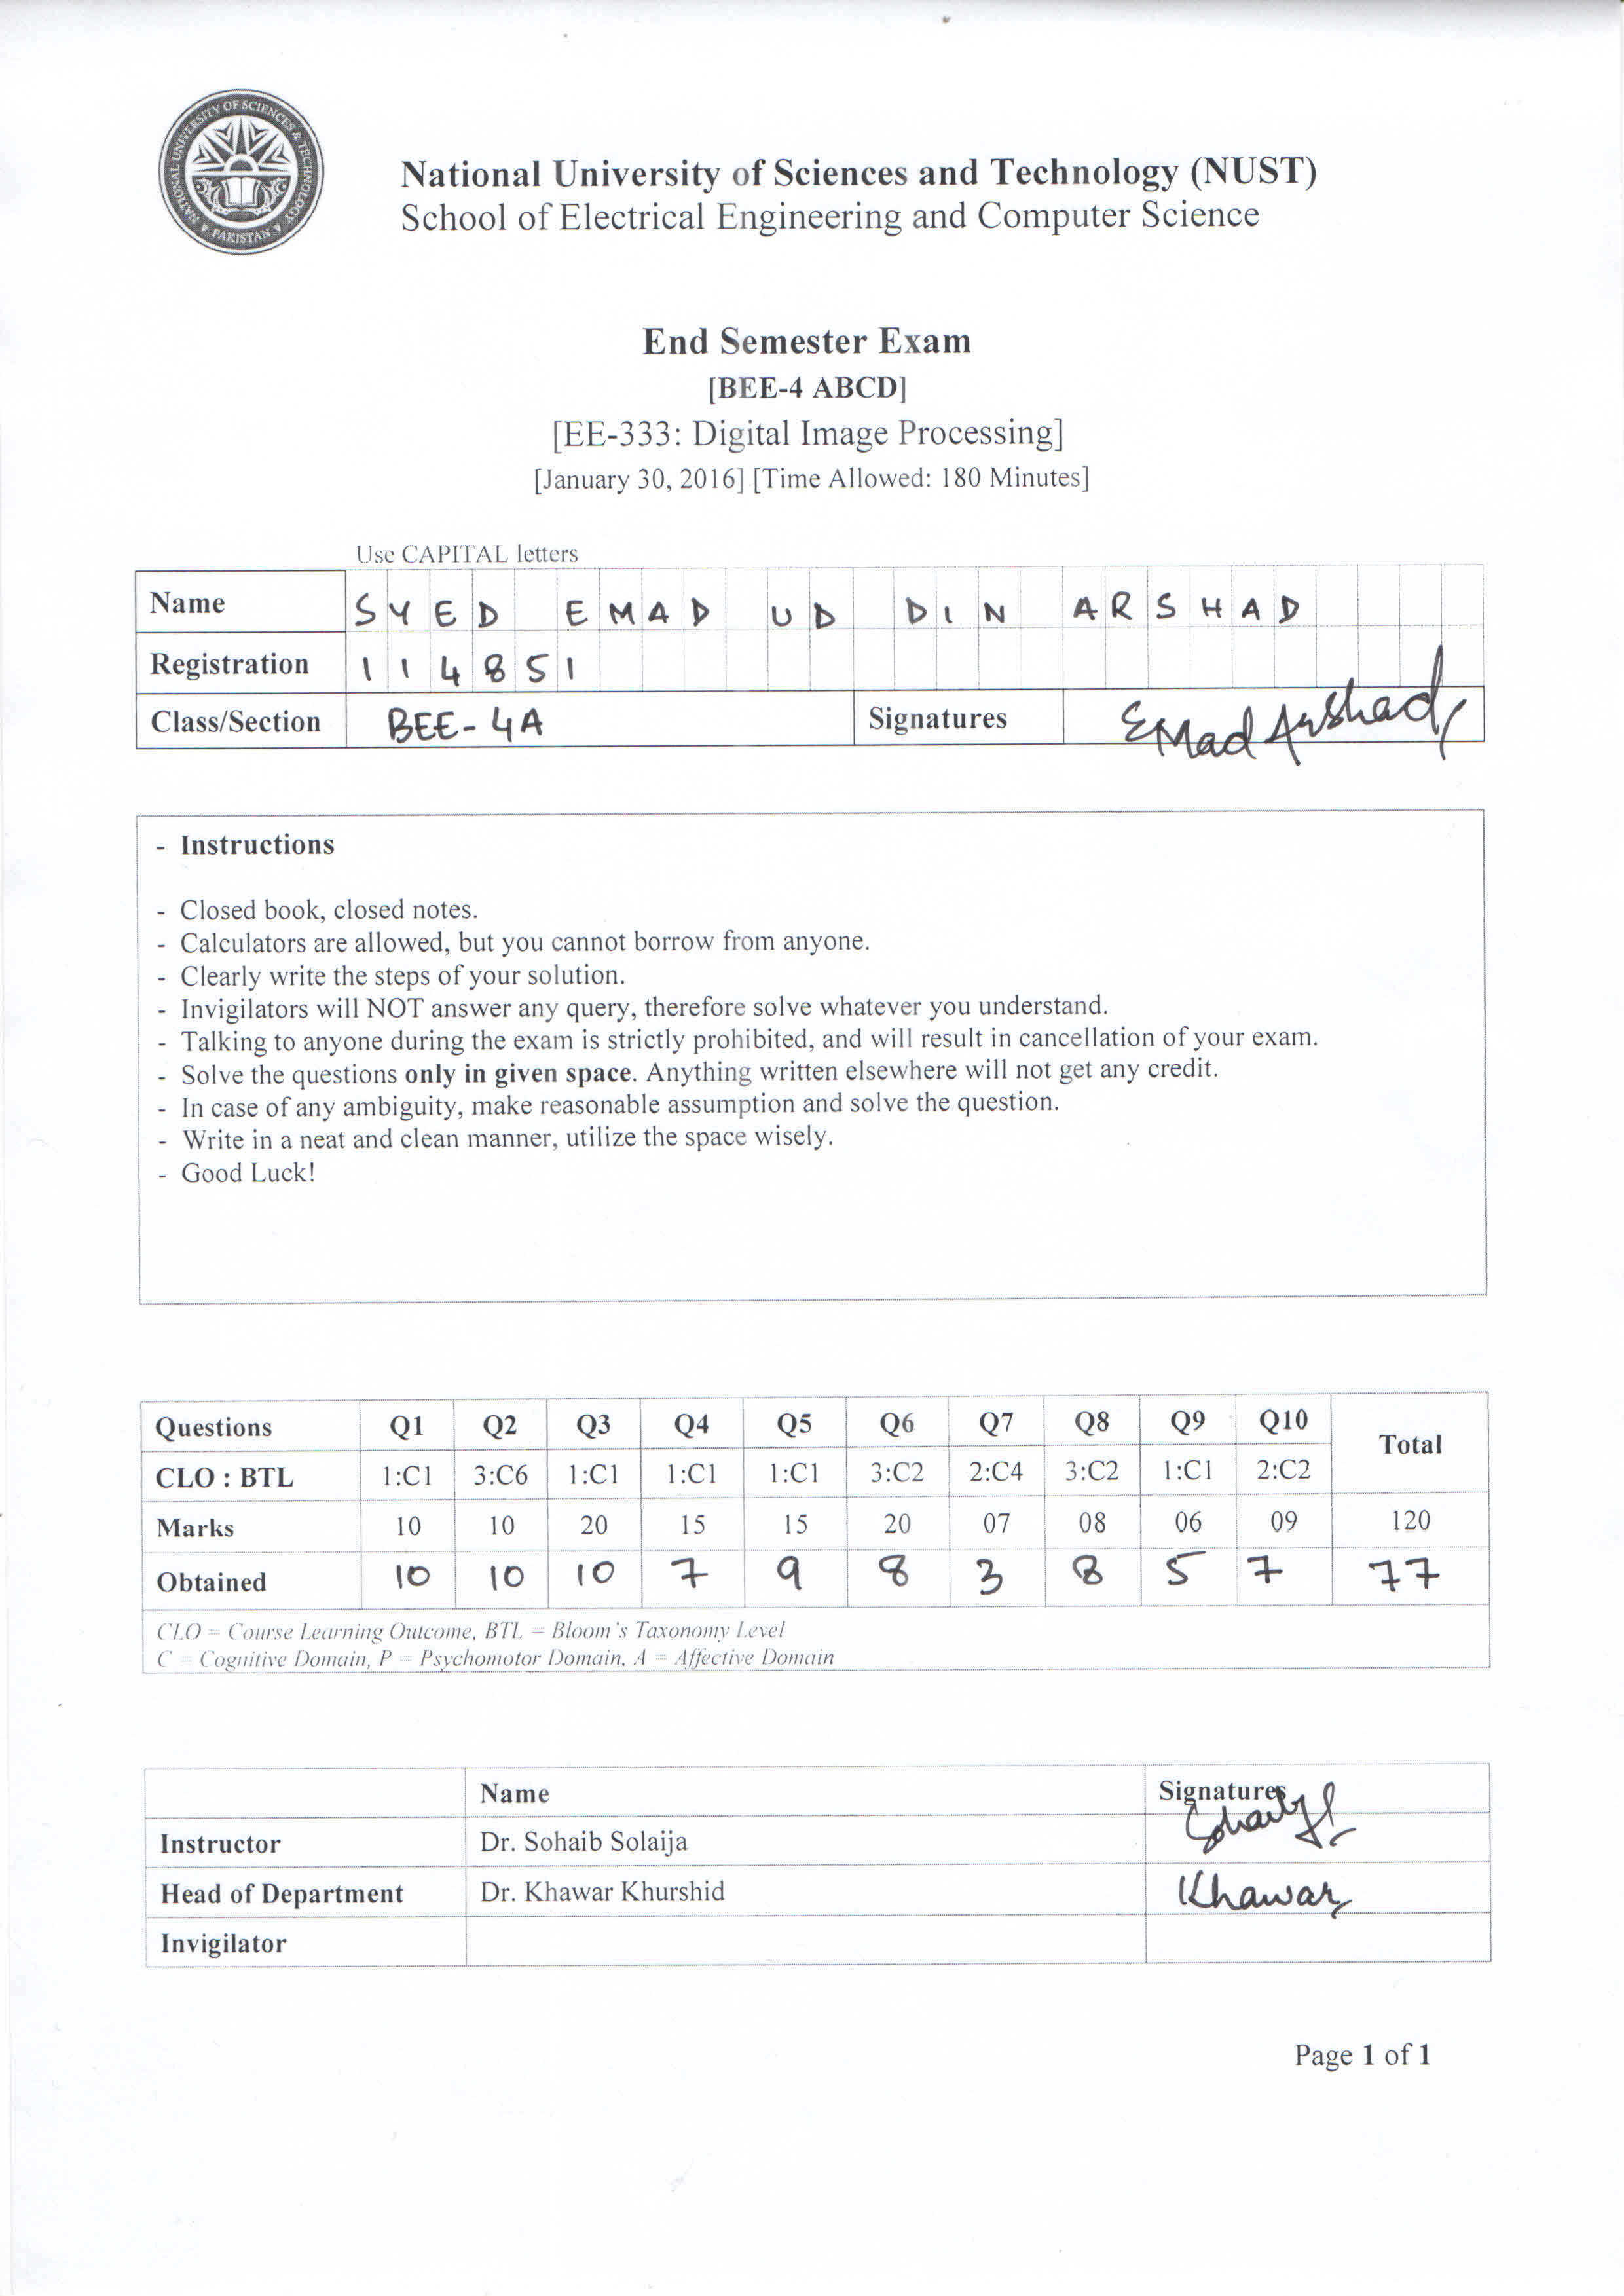 NATIONAL UNIVERSITY OF SCIENCES & TECHNOLOGY
PAKISTAN
National University of Sciences and Technology (NUST)
School of Electrical Engineering and Computer Science
End Semester Exam
[BEE-4 ABCD]
[EE-333: Digital Image Processing]
[January 30, 2016] [Time Allowed: 180 Minutes]
Use CAPITAL letters
Name SYED EMAD UD DIN ARSHAD
Registration 114851
Class/Section BEE-4A Signatures EMad Arshad
- Instructions
- Closed book, closed notes.
- Calculators are allowed, but you cannot borrow from anyone.
- Clearly write the steps of your solution.
- Invigilators will NOT answer any query, therefore solve whatever you understand.
- Talking to anyone during the exam is strictly prohibited, and will result in cancellation of your exam.
- Solve the questions only in given space. Anything written elsewhere will not get any credit.
- In case of any ambiguity, make reasonable assumption and solve the question.
- Write in a neat and clean manner, utilize the space wisely.
- Good Luck!
Questions Q1 Q2 Q3 Q4 Q5 Q6 Q7 Q8 Q9 Q10 Total
CLO : BTL 1:C1 3:C6 1:C1 1:C1 1:C1 3:C2 2:C4 3:C2 1:C1 2:C2
Marks 10 10 20 15 15 20 07 08 06 09 120
Obtained 10 10 10 7 9 8 3 8 5 7 77
CLO = Course Learning Outcome, BTL = Bloom's Taxonomy Level
C = Cognitive Domain, P = Psychomotor Domain, A = Affective Domain
Name Signatures
Instructor Dr. Sohaib Solaija
Head of Department Dr. Khawar Khurshid Khawar
Invigilator
Page 1 of 1